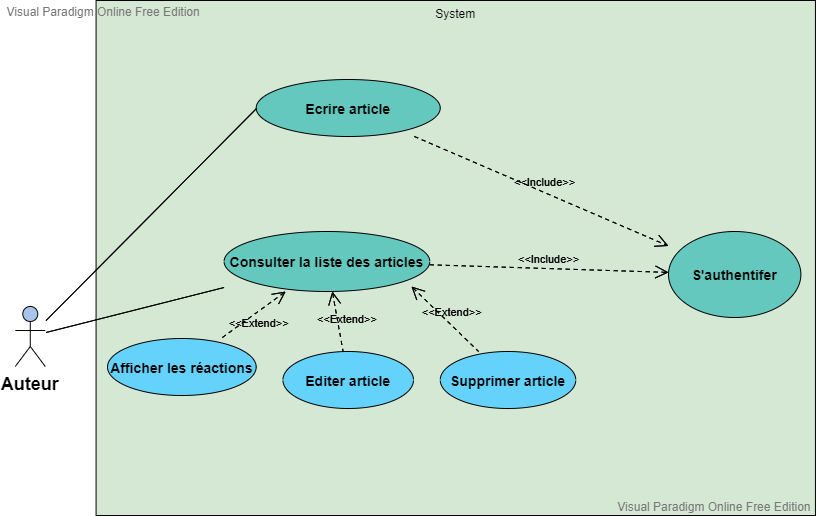 Visual Paradigm Online Free Edition
System
Ecrire article
<<Include>>
Consulter la liste des articles
<<Include>>
S'authentifer
<<Extend>>
<<Extend>>
<<Extend>>
Afficher les réactions
Editer article
Supprimer article
Auteur
Visual Paradigm Online Free Edition